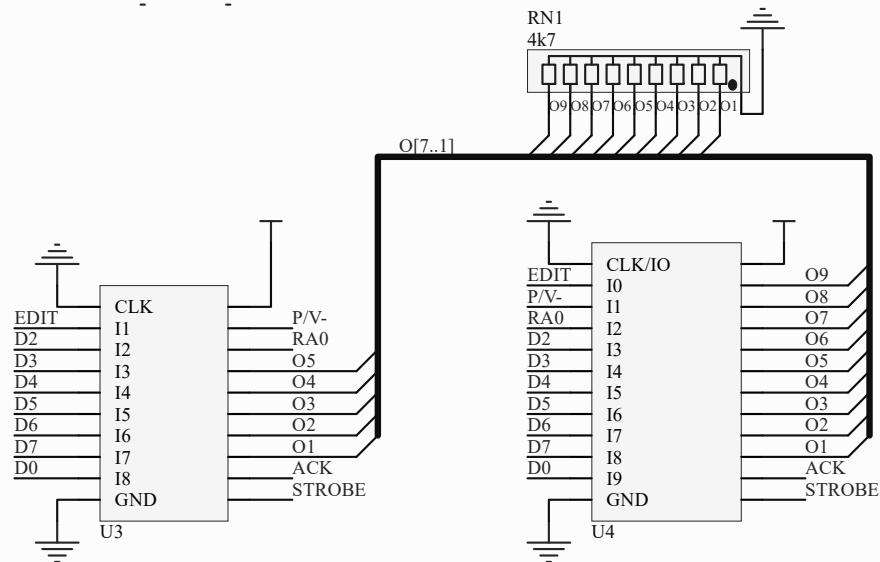 RN1
4k7
O9 O8 O7 O6 O5 O4 O3 O2 O1
O[7..1]
CLK
EDIT I1 P/V-
D2 I2 RA0
D3 I3 O5
D4 I4 O4
D5 I5 O3
D6 I6 O2
D7 I7 O1
D0 I8 ACK
GND STROBE
U3
CLK/IO
EDIT I0 O9
P/V- I1 O8
RA0 I2 O7
D2 I3 O6
D3 I4 O5
D4 I5 O4
D5 I6 O3
D6 I7 O2
D7 I8 O1
D0 I9 ACK
GND STROBE
U4